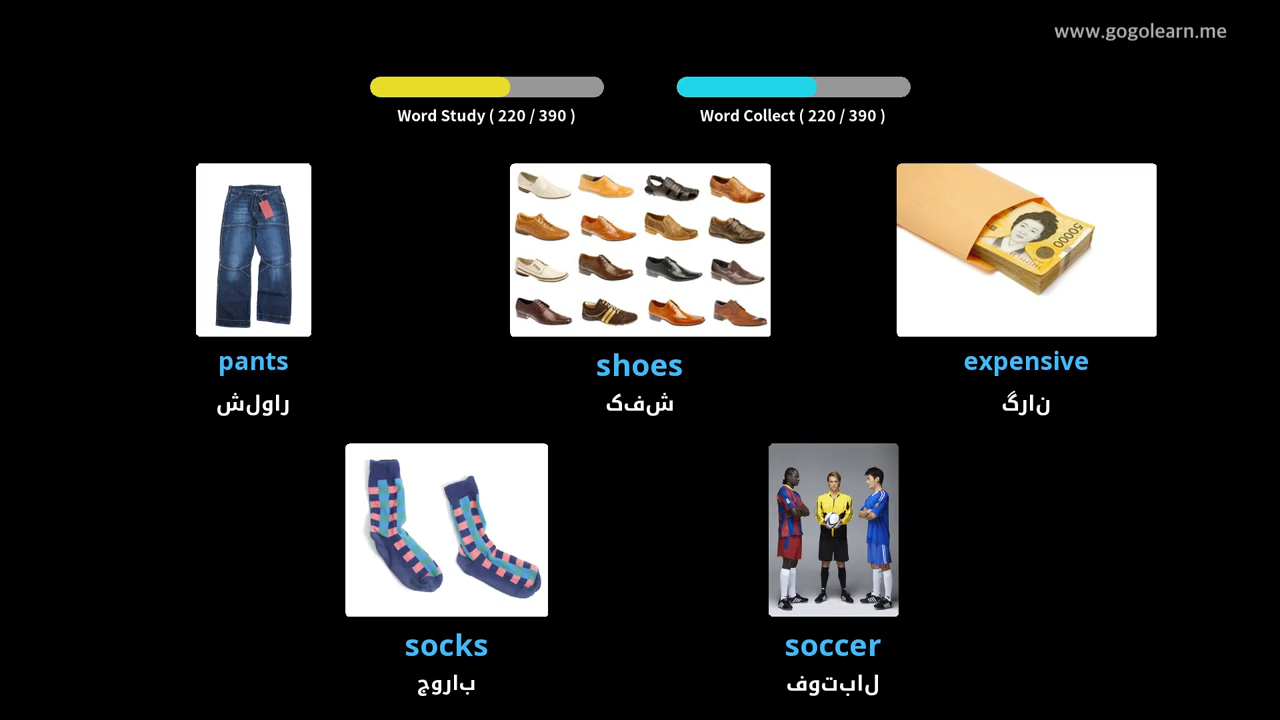 www.gogolearn.me
Word Study ( 220 / 390 )
Word Collect ( 220 / 390 )
pants
شلوار
shoes
کفش
expensive
گران
50000
socks
جوراب
soccer
فوتبال